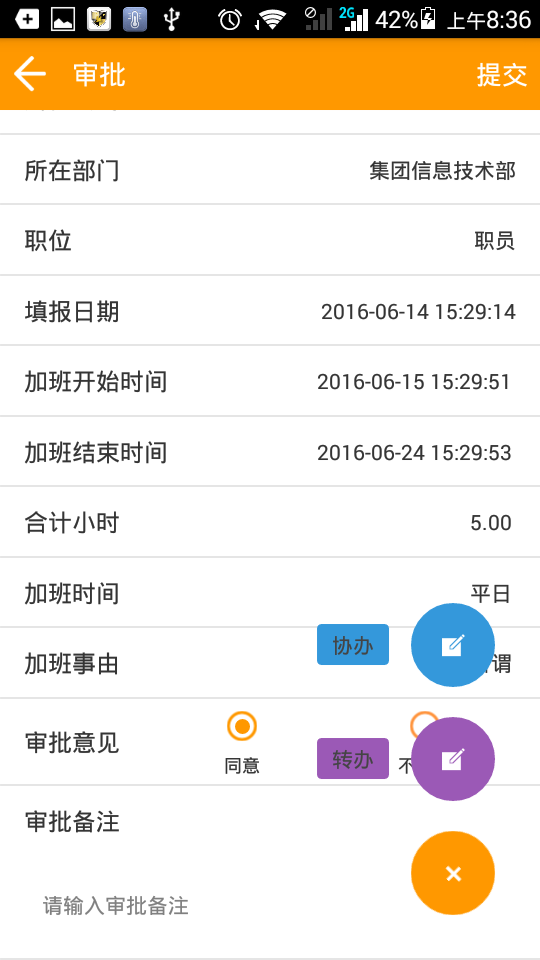 2G 42% 上午8:36
审批 提交
所在部门 集团信息技术部
职位 职员
填报日期 2016-06-14 15:29:14
加班开始时间 2016-06-15 15:29:51
加班结束时间 2016-06-24 15:29:53
合计小时 5.00
加班时间 平日
协办
加班事由 谓
审批意见
同意 转办 不
审批备注
请输入审批备注